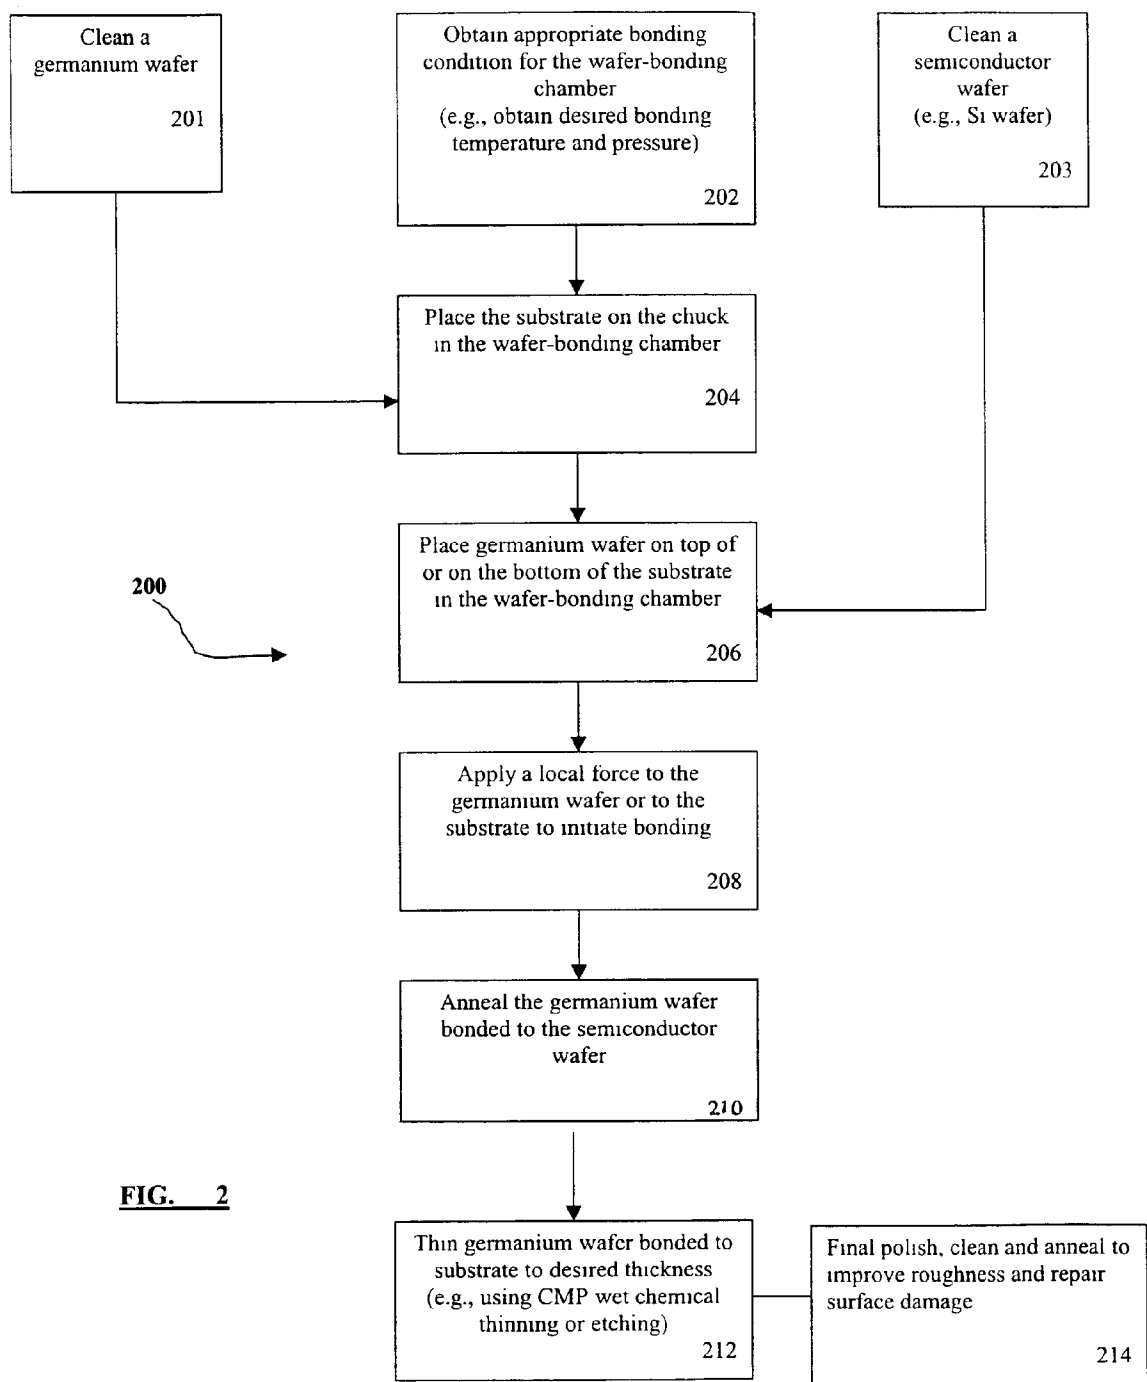 Clean a
germanium wafer
201
Obtain appropriate bonding
condition for the wafer-bonding
chamber
(e.g., obtain desired bonding
temperature and pressure)
202
Clean a
semiconductor
wafer
(e.g., Si wafer)
203
Place the substrate on the chuck
in the wafer-bonding chamber
204
Place germanium wafer on top of
or on the bottom of the substrate
in the wafer-bonding chamber
206
200
Apply a local force to the
germanium wafer or to the
substrate to initiate bonding
208
Anneal the germanium wafer
bonded to the semiconductor
wafer
210
FIG. 2
Thin germanium wafer bonded to
substrate to desired thickness
(e.g., using CMP wet chemical
thinning or etching)
212
Final polish, clean and anneal to
improve roughness and repair
surface damage
214